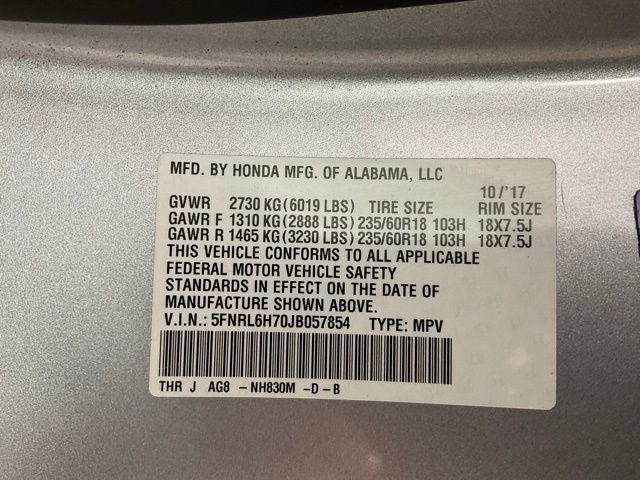 MFD. BY HONDA MFG. OF ALABAMA, LLC
10/'17
GVWR 2730 KG(6019 LBS) TIRE SIZE RIM SIZE
GAWR F 1310 KG(2888 LBS) 235/60R18 103H 18X7.5J
GAWR R 1465 KG(3230 LBS) 235/60R18 103H 18X7.5J
THIS VEHICLE CONFORMS TO ALL APPLICABLE
FEDERAL MOTOR VEHICLE SAFETY
STANDARDS IN EFFECT ON THE DATE OF
MANUFACTURE SHOWN ABOVE.
V.I.N.: 5FNRL6H70JB057854 TYPE: MPV
THR J AG8 - NH830M - D - B